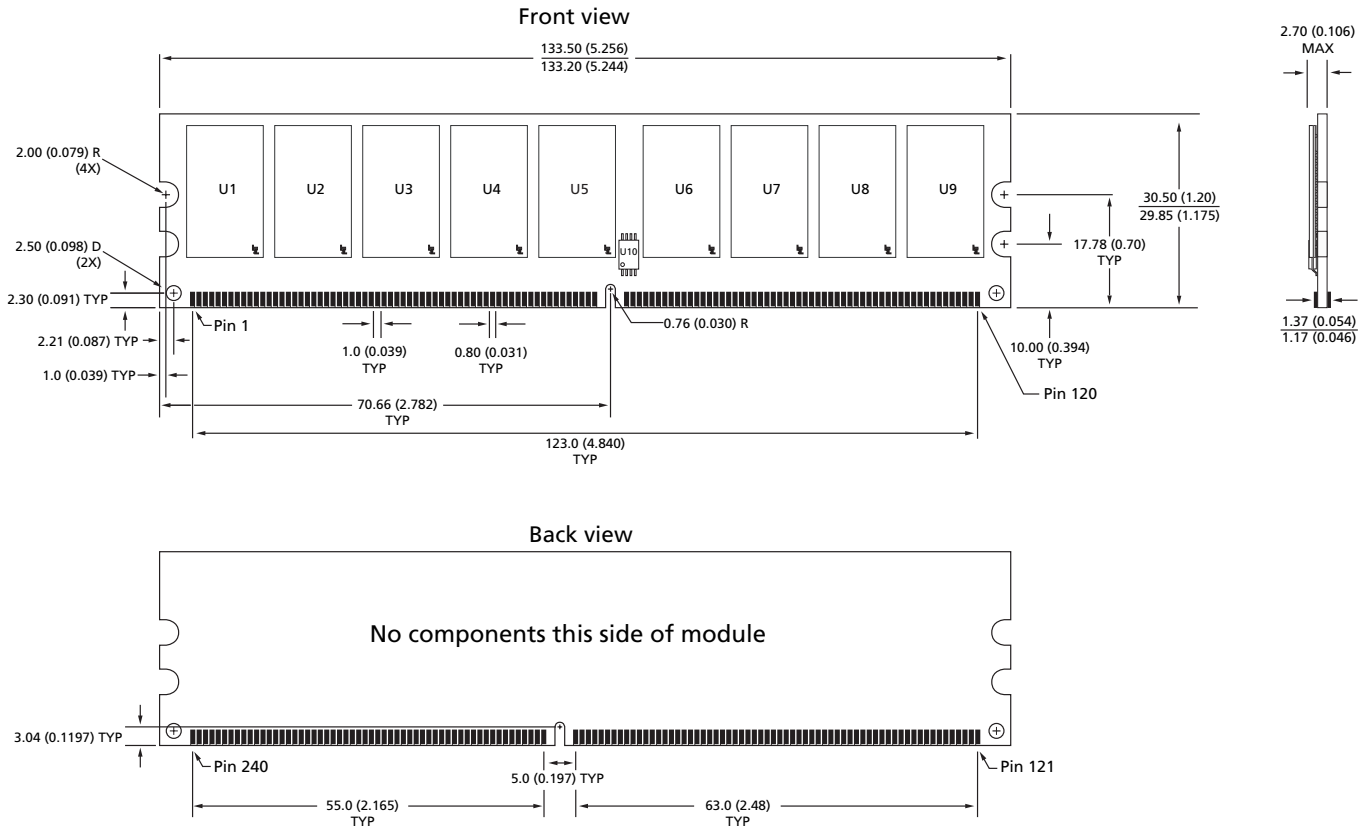 Front view
133.50 (5.256)
133.20 (5.244)
2.70 (0.106)
MAX
2.00 (0.079) R
(4X)
U1
U2
U3
U4
U5
U6
U7
U8
U9
30.50 (1.20)
29.85 (1.175)
2.50 (0.098) D
(2X)
U10
17.78 (0.70)
TYP
2.30 (0.091) TYP
Pin 1
0.76 (0.030) R
1.37 (0.054)
1.17 (0.046)
2.21 (0.087) TYP
1.0 (0.039)
TYP
0.80 (0.031)
TYP
10.00 (0.394)
TYP
1.0 (0.039) TYP
Pin 120
70.66 (2.782)
TYP
123.0 (4.840)
TYP
Back view
No components this side of module
3.04 (0.1197) TYP
Pin 240
Pin 121
5.0 (0.197) TYP
55.0 (2.165)
TYP
63.0 (2.48)
TYP